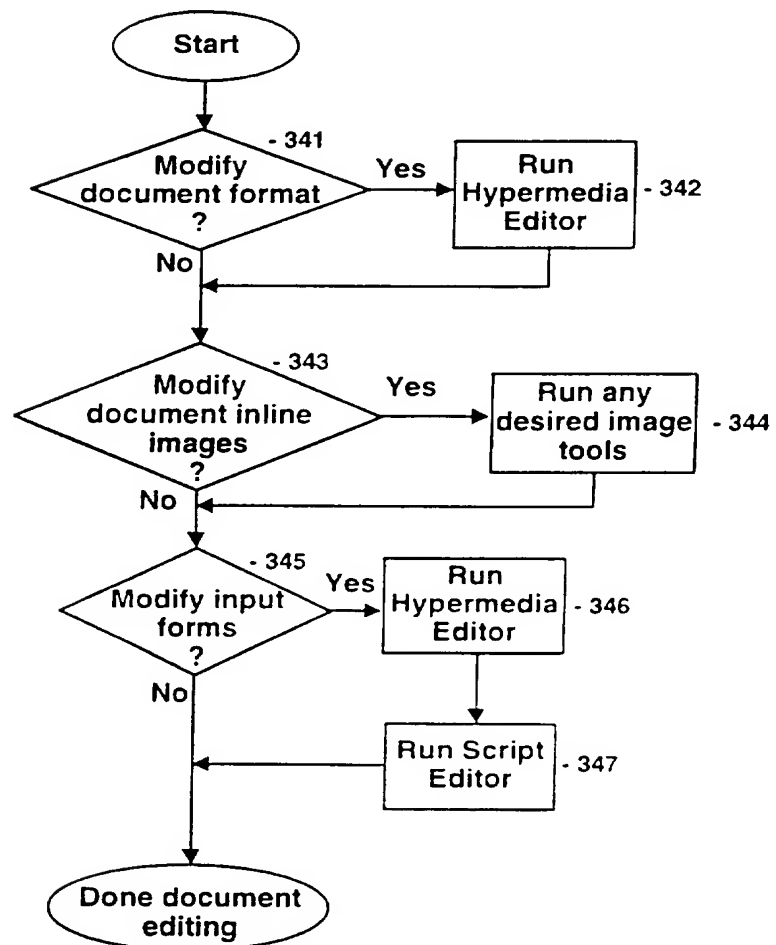 Start
- 341
Modify
document format
?
Yes
Run
Hypermedia
Editor
- 342
No
- 343
Modify
document inline
images
?
Yes
Run any
desired image
tools
- 344
No
- 345
Modify input
forms
?
Yes
Run
Hypermedia
Editor
- 346
No
Run Script
Editor
- 347
Done document
editing